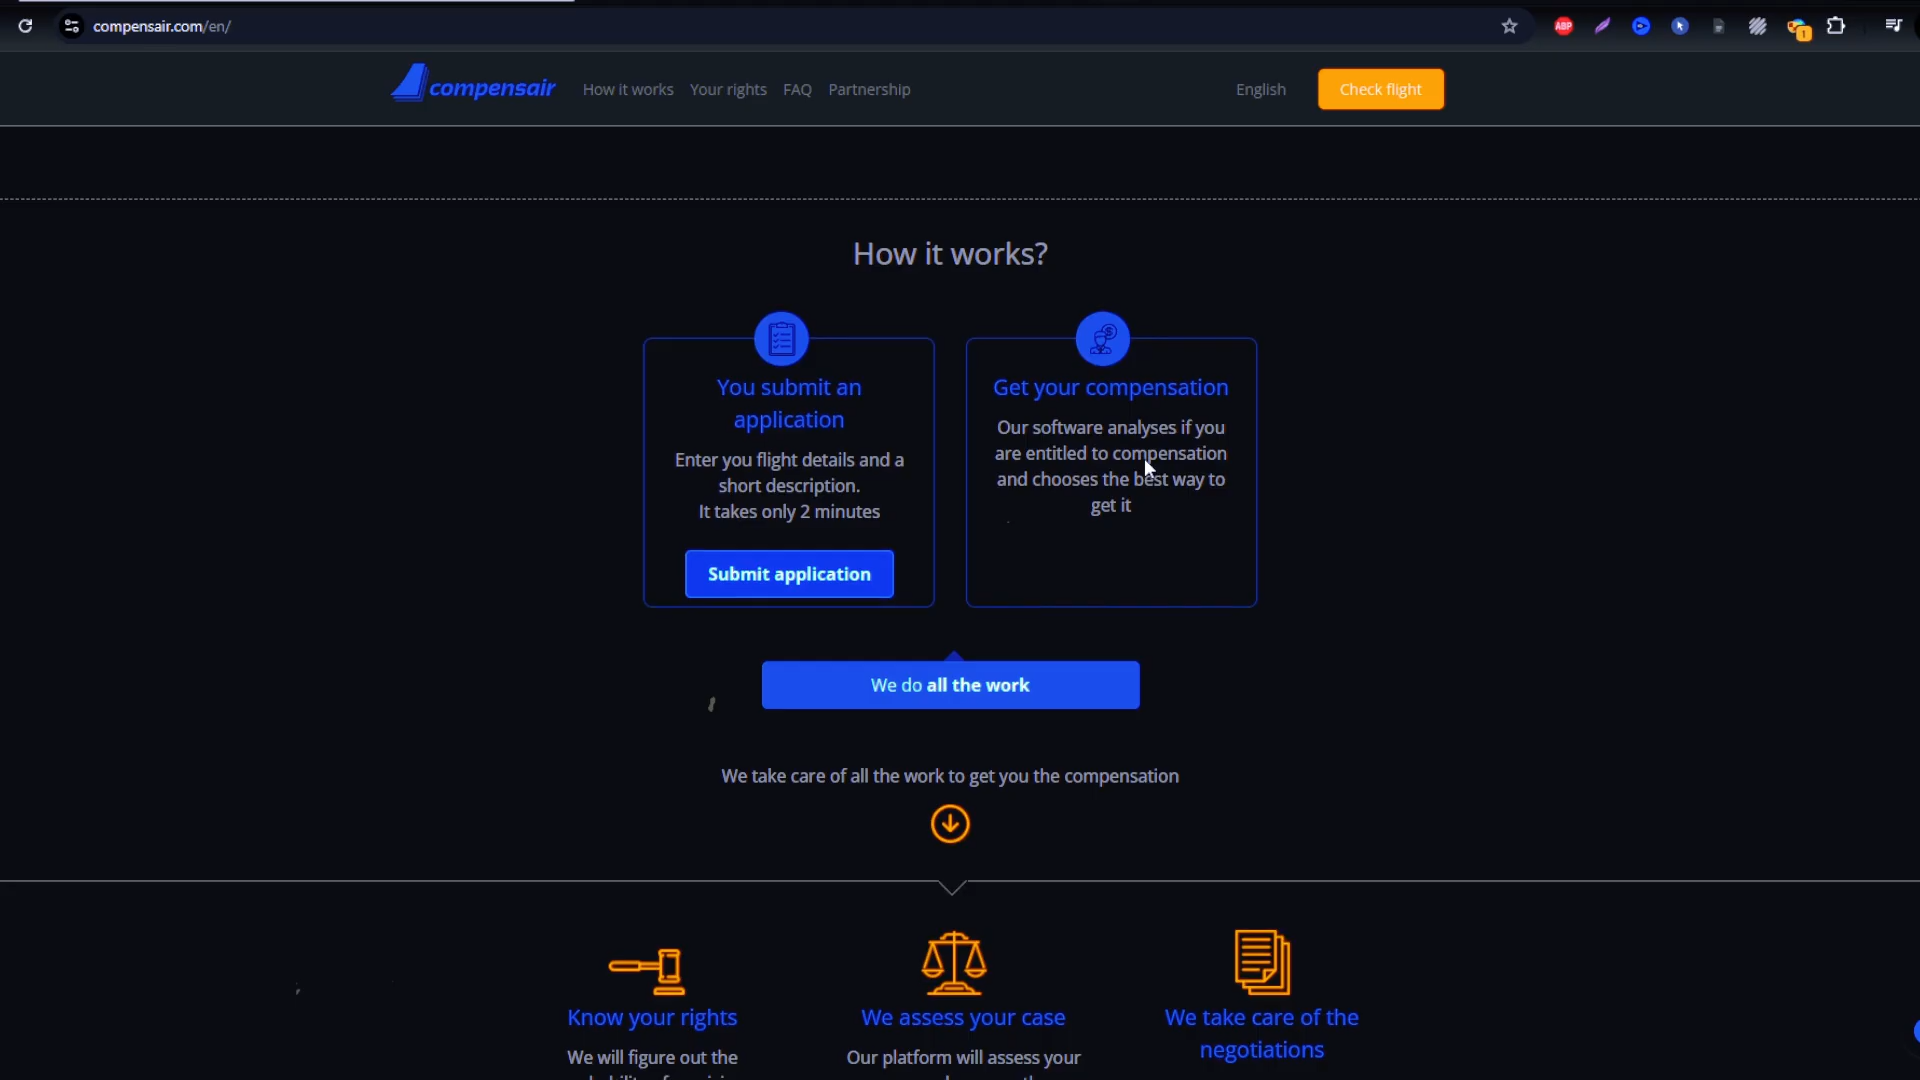 compensair.com/en/
compensair
How it works
Your rights
FAQ
Partnership
English
Check flight
ABP
1
How it works?
You submit an
application
Enter you flight details and a
short description.
It takes only 2 minutes
Submit application
Get your compensation
Our software analyses if you
are entitled to compensation
and chooses the best way to
get it
We do all the work
We take care of all the work to get you the compensation
Know your rights
We will figure out the
We assess your case
Our platform will assess your
We take care of the
negotiations